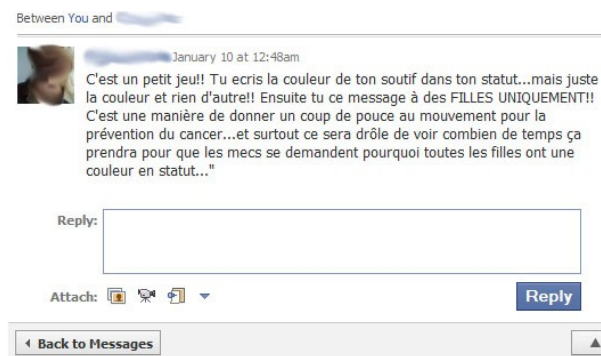 Between You and
January 10 at 12:48am
C'est un petit jeu!! Tu ecris la couleur de ton soutif dans ton statut...mais juste
la couleur et rien d'autre!! Ensuite tu ce message à des FILLES UNIQUEMENT!!
C'est une manière de donner un coup de pouce au mouvement pour la
prévention du cancer...et surtout ce sera drôle de voir combien de temps ça
prendra pour que les mecs se demandent pourquoi toutes les filles ont une
couleur en statut..."
Reply:
Attach:
Reply
Back to Messages